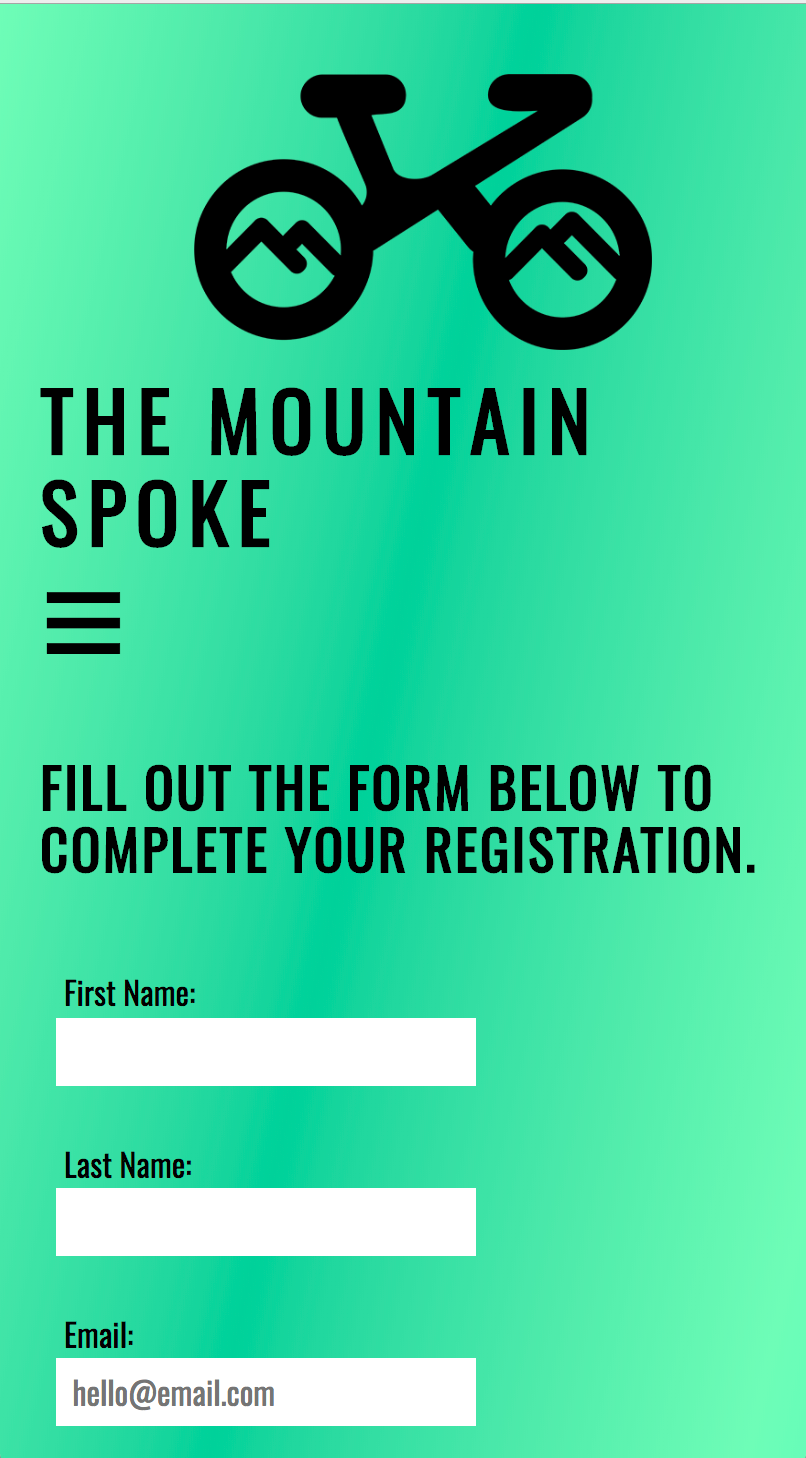 THE MOUNTAIN
SPOKE
FILL OUT THE FORM BELOW TO
COMPLETE YOUR REGISTRATION.
First Name:
Last Name:
Email:
hello@email.com